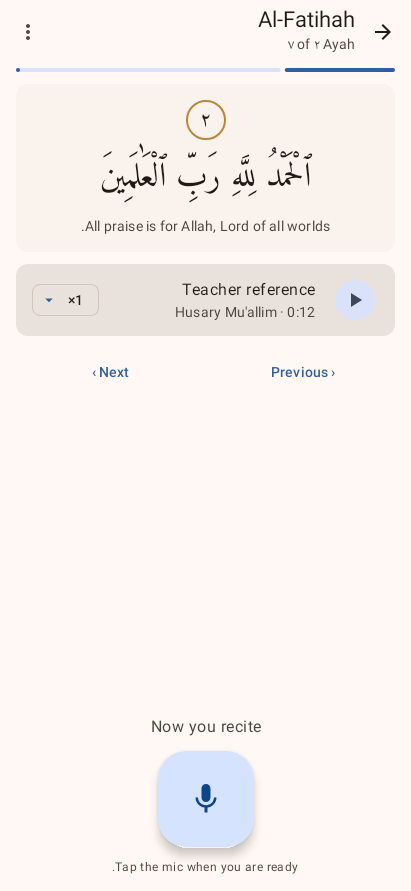 Al-Fatihah
Ayah ٢ of ٧
٢
ٱلْحَمْدُ لِلَّهِ رَبِّ ٱلْعَٰلَمِينَ
All praise is for Allah, Lord of all worlds.
Teacher reference
Husary Mu'allim · 0:12
×1
Previous ›
‹ Next
Now you recite
Tap the mic when you are ready.